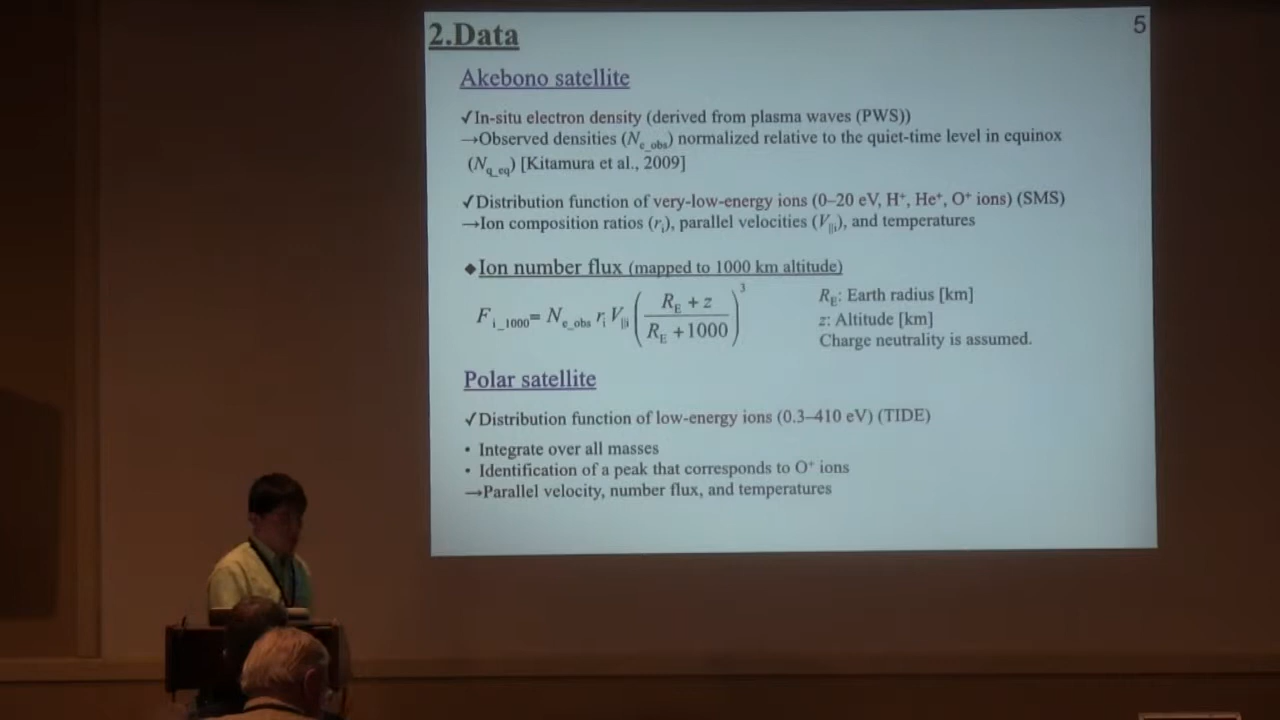 5
2.Data
Akebono satellite
✓In-situ electron density (derived from plasma waves (PWS))
→Observed densities (Ne_obs) normalized relative to the quiet-time level in equinox
(Nq_eq) [Kitamura et al., 2009]
✓Distribution function of very-low-energy ions (0–20 eV, H⁺, He⁺, O⁺ ions) (SMS)
→Ion composition ratios (ri), parallel velocities (V||i), and temperatures
◆Ion number flux (mapped to 1000 km altitude)
Fi_1000= Ne_obs ri V||i ((RE + z)/(RE +1000))³
RE: Earth radius [km]
z: Altitude [km]
Charge neutrality is assumed.
Polar satellite
✓Distribution function of low-energy ions (0.3–410 eV) (TIDE)
• Integrate over all masses
• Identification of a peak that corresponds to O⁺ ions
→Parallel velocity, number flux, and temperatures